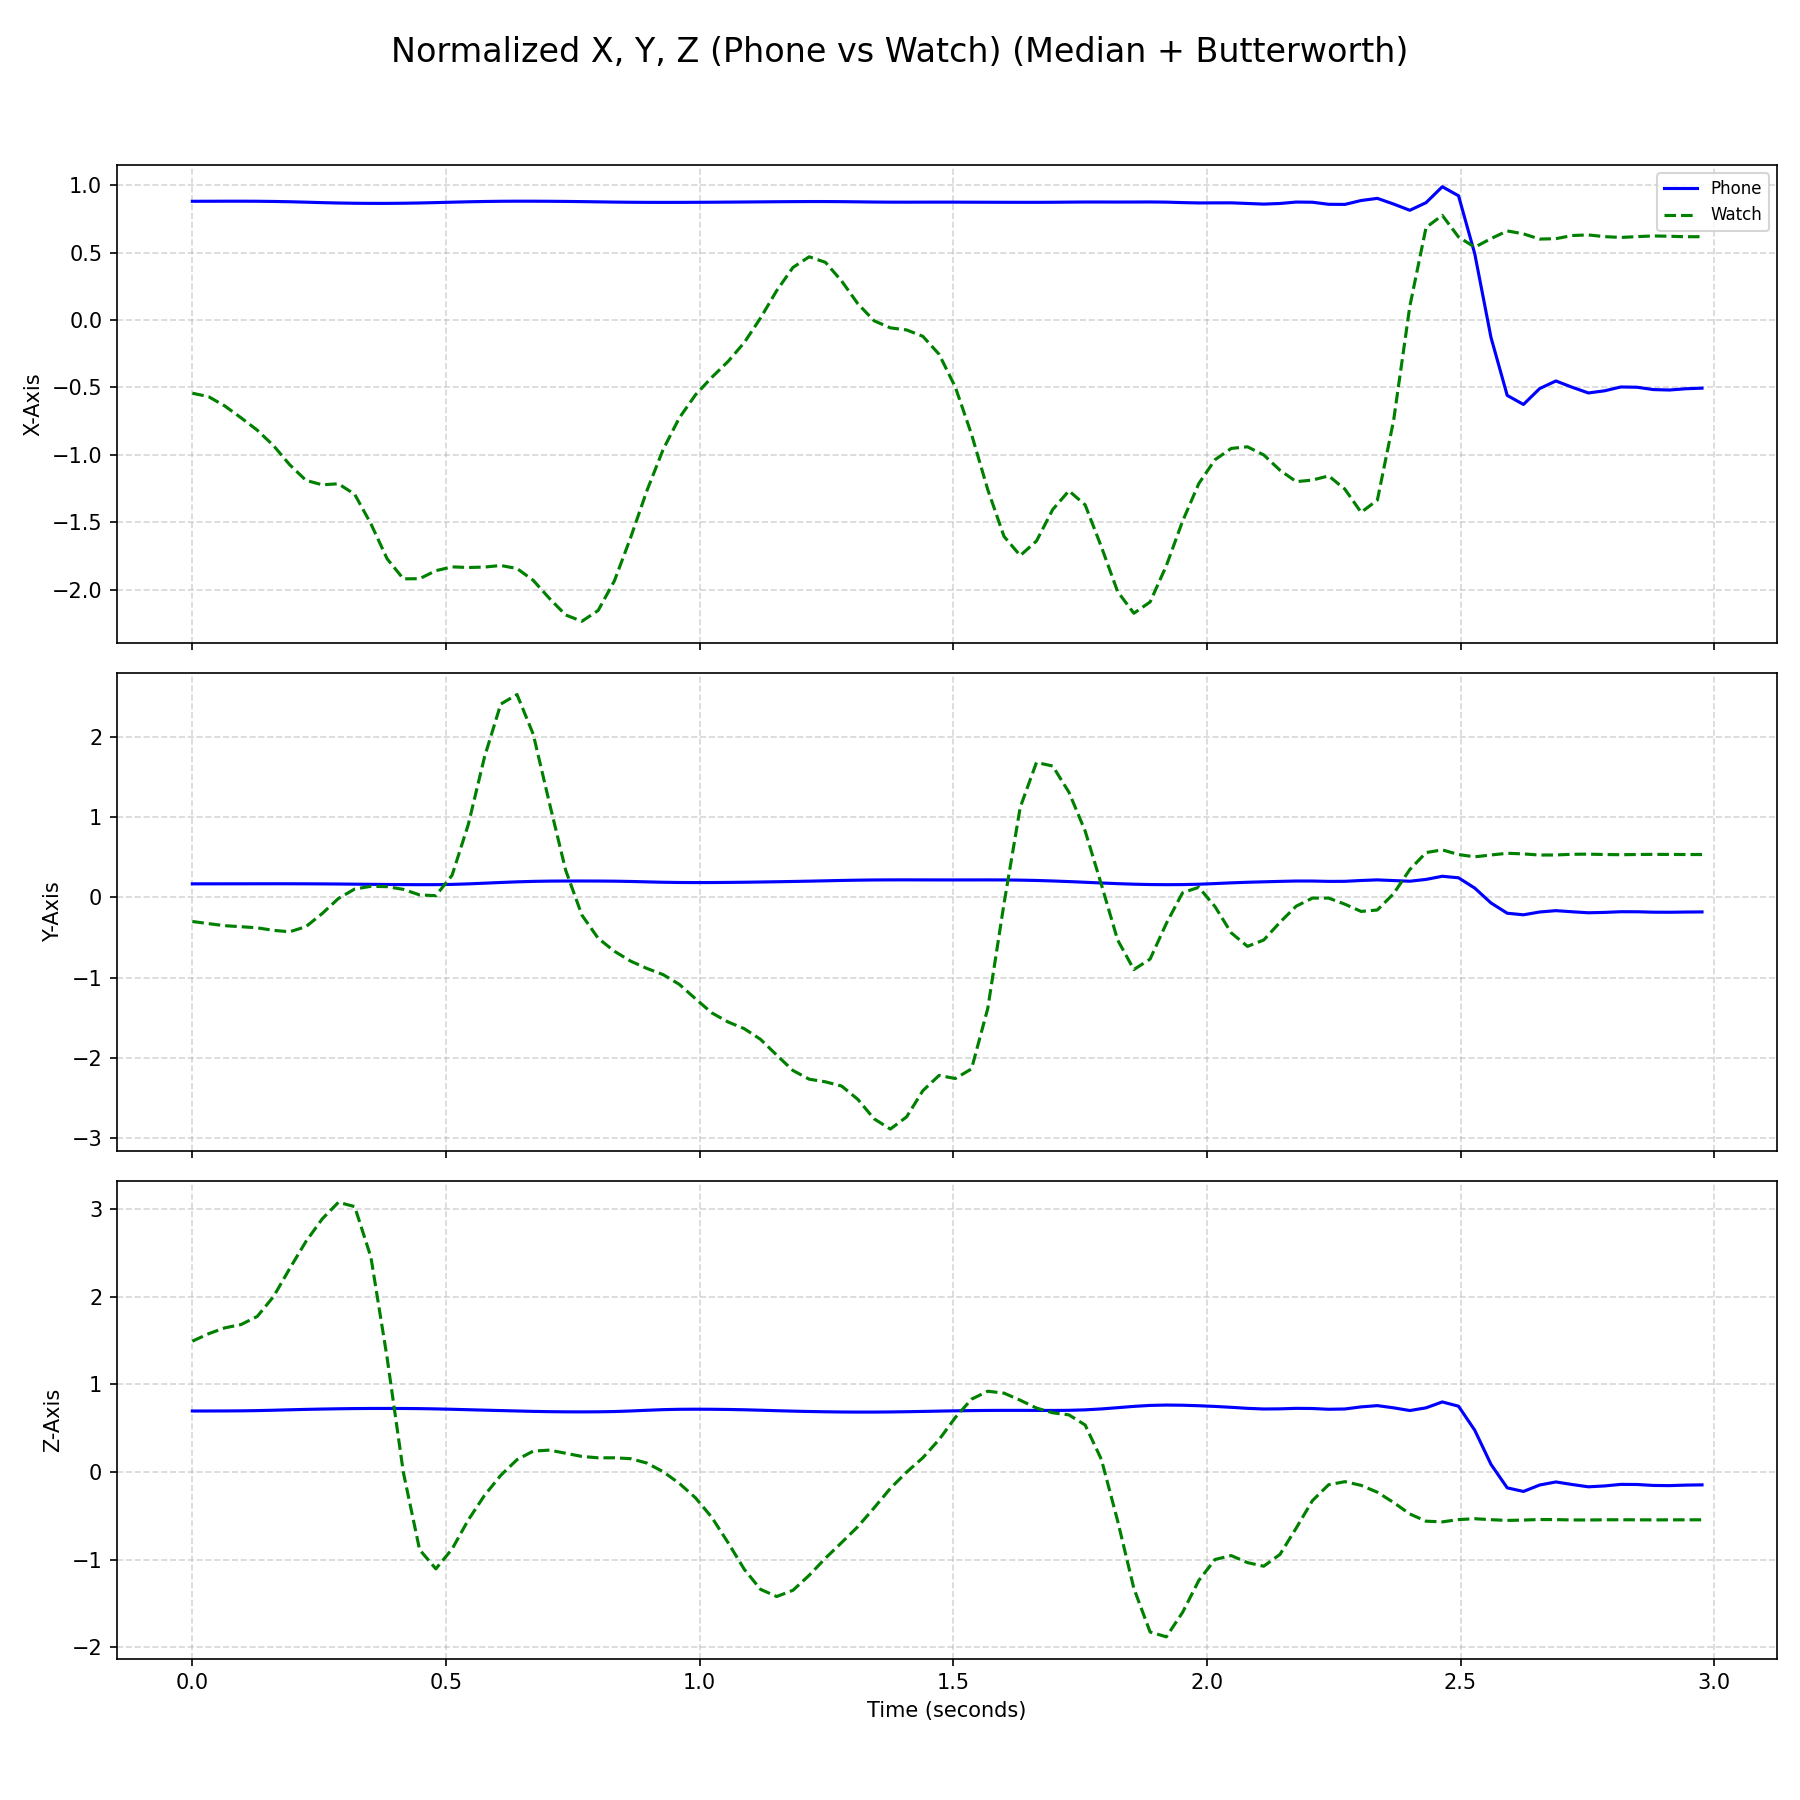 Normalized X, Y, Z (Phone vs Watch) (Median + Butterworth)
Phone
Watch
1.0
0.5
0.0
−0.5
−1.0
−1.5
−2.0
X-Axis
2
1
0
−1
−2
−3
Y-Axis
3
2
1
0
−1
−2
Z-Axis
0.0 0.5 1.0 1.5 2.0 2.5 3.0
Time (seconds)